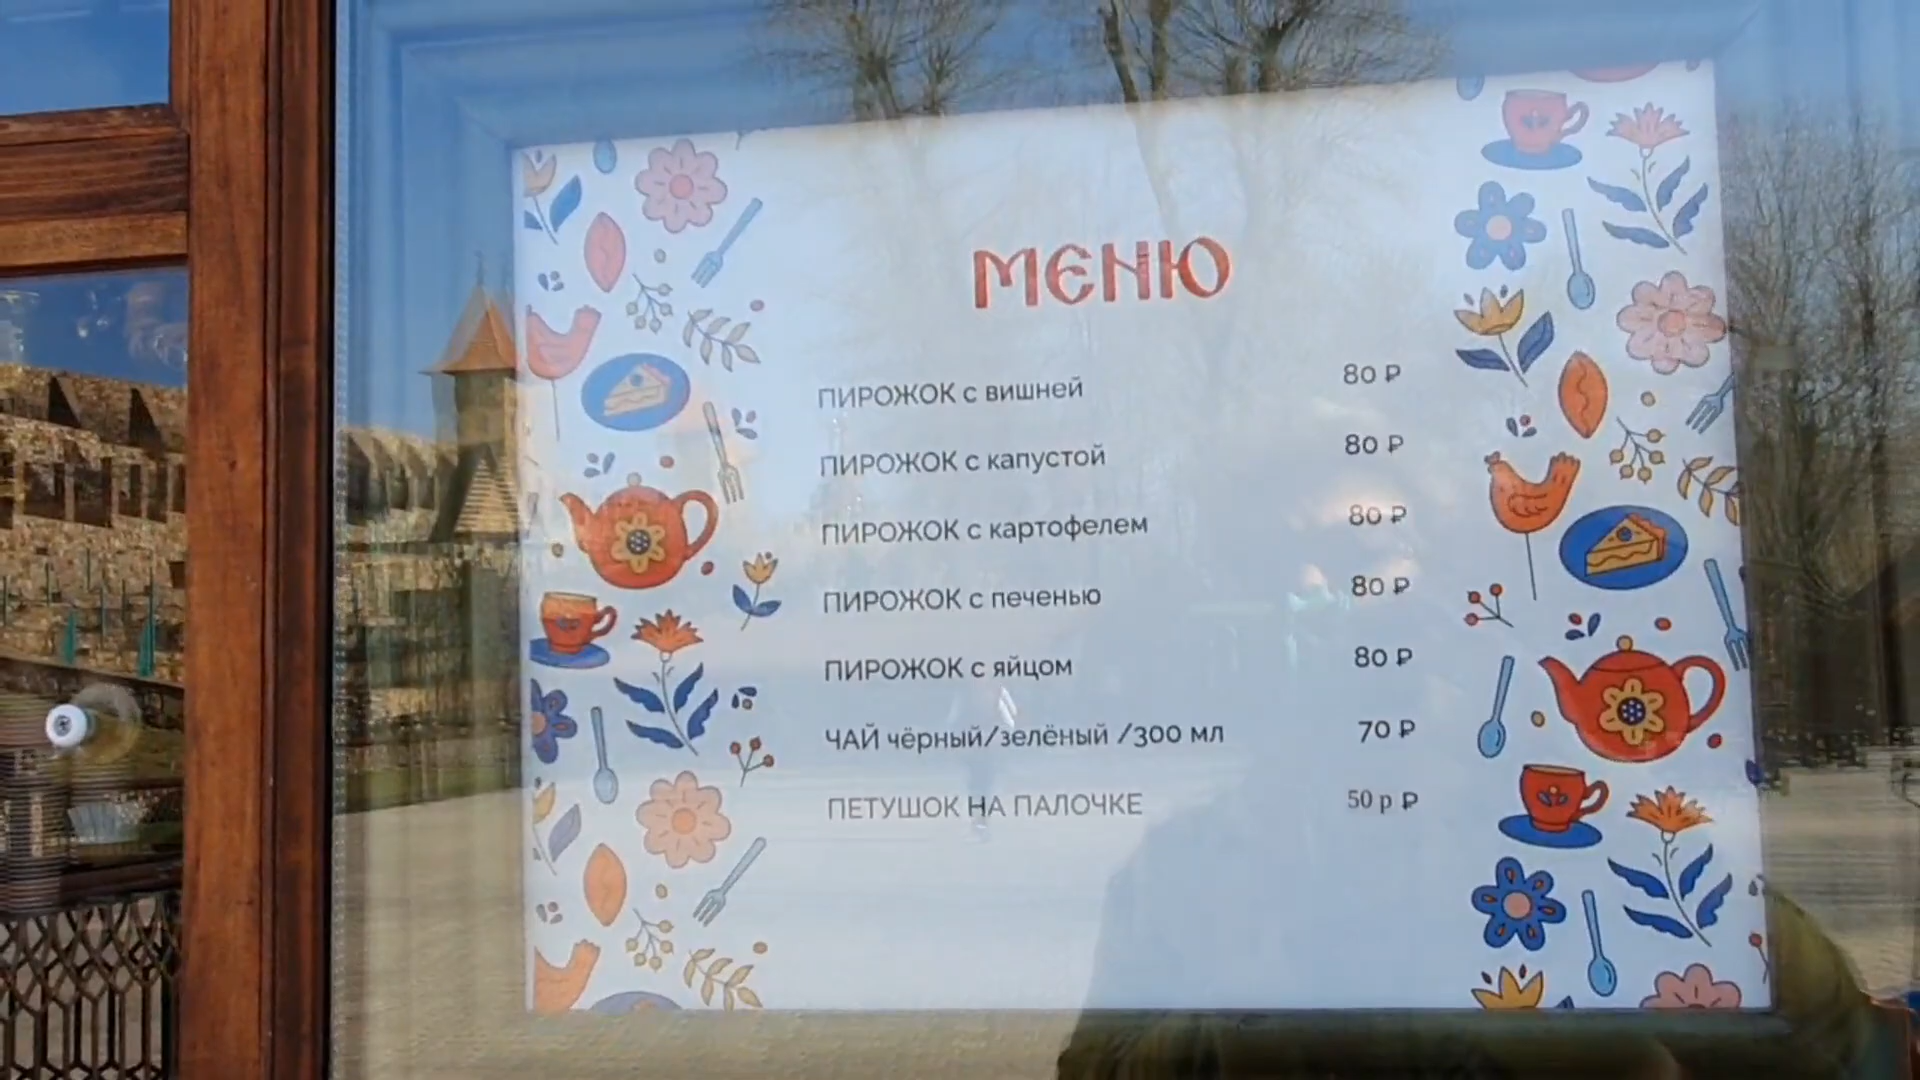 МЕНЮ
ПИРОЖОК с вишней 80 ₽
ПИРОЖОК с капустой 80 ₽
ПИРОЖОК с картофелем 80 ₽
ПИРОЖОК с печенью 80 ₽
ПИРОЖОК с яйцом 80 ₽
ЧАЙ чёрный/зелёный /300 мл 70 ₽
ПЕТУШОК НА ПАЛОЧКЕ 50 р ₽